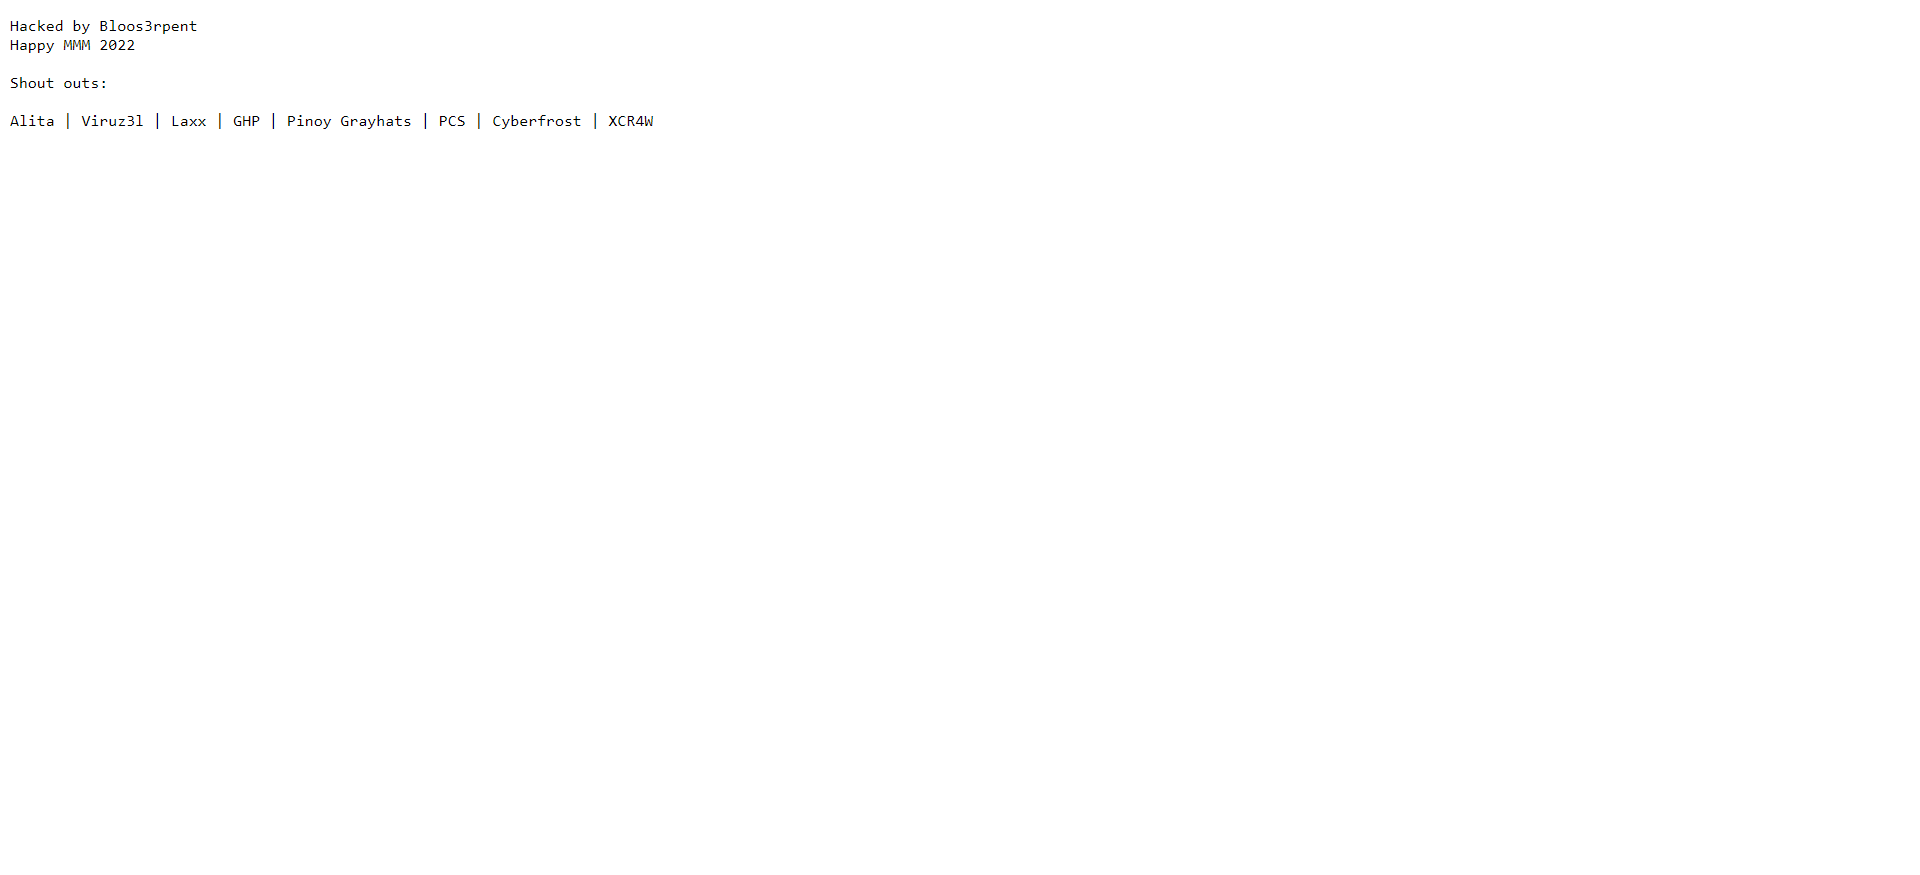 Hacked by Bloos3rpent
Happy MMM 2022
Shout outs:
Alita | Viruz3l | Laxx | GHP | Pinoy Grayhats | PCS | Cyberfrost | XCR4W